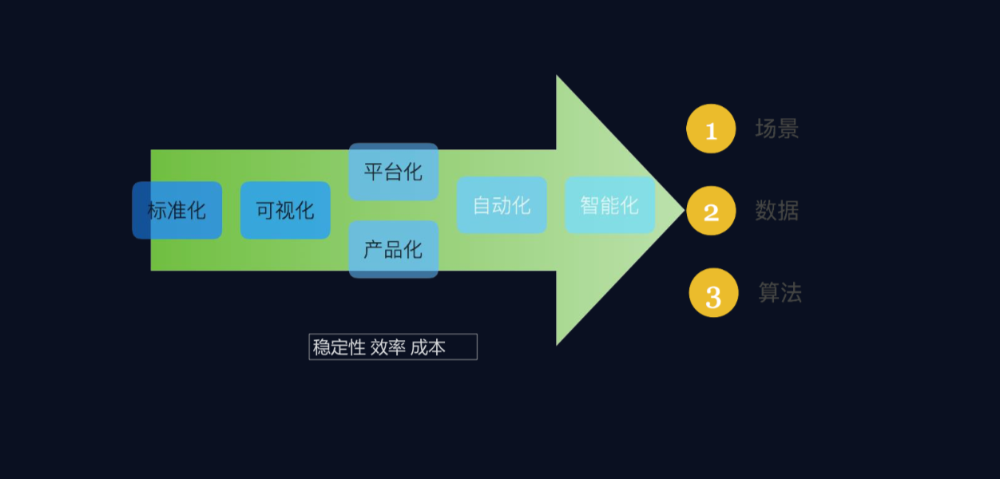 标准化
可视化
平台化
产品化
自动化
智能化
1 场景
2 数据
3 算法
稳定性 效率 成本